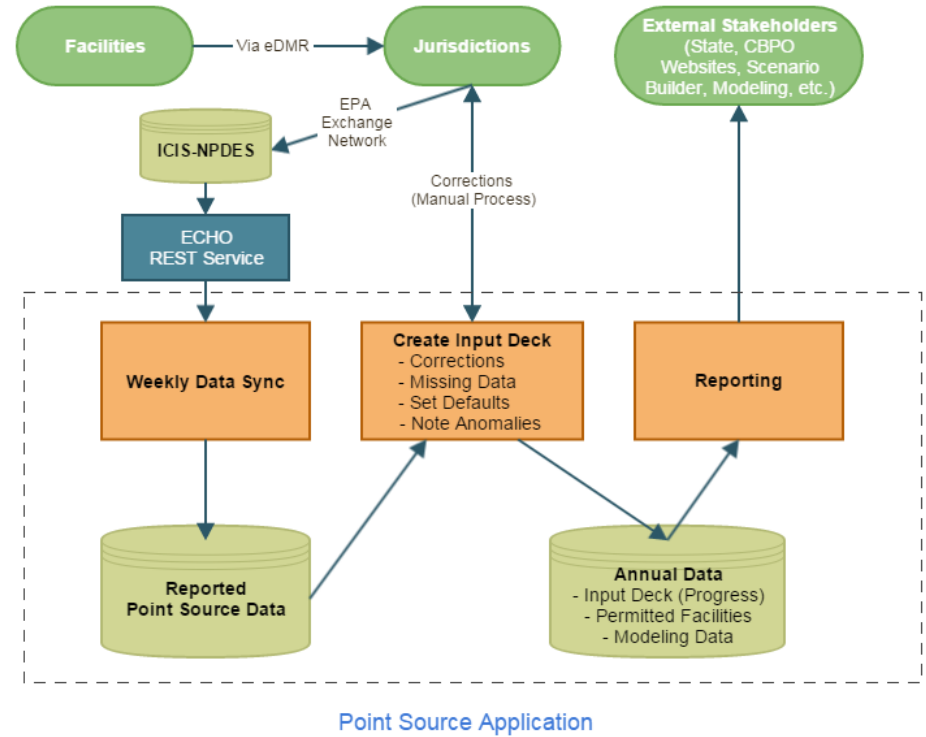 Facilities
Via eDMR
Jurisdictions
External Stakeholders
(State, CBPO
Websites, Scenario
Builder, Modeling, etc.)
EPA
Exchange
Network
ICIS-NPDES
Corrections
(Manual Process)
ECHO
REST Service
Weekly Data Sync
Create Input Deck
- Corrections
- Missing Data
- Set Defaults
- Note Anomalies
Reporting
Reported
Point Source Data
Annual Data
- Input Deck (Progress)
- Permitted Facilities
- Modeling Data
Point Source Application